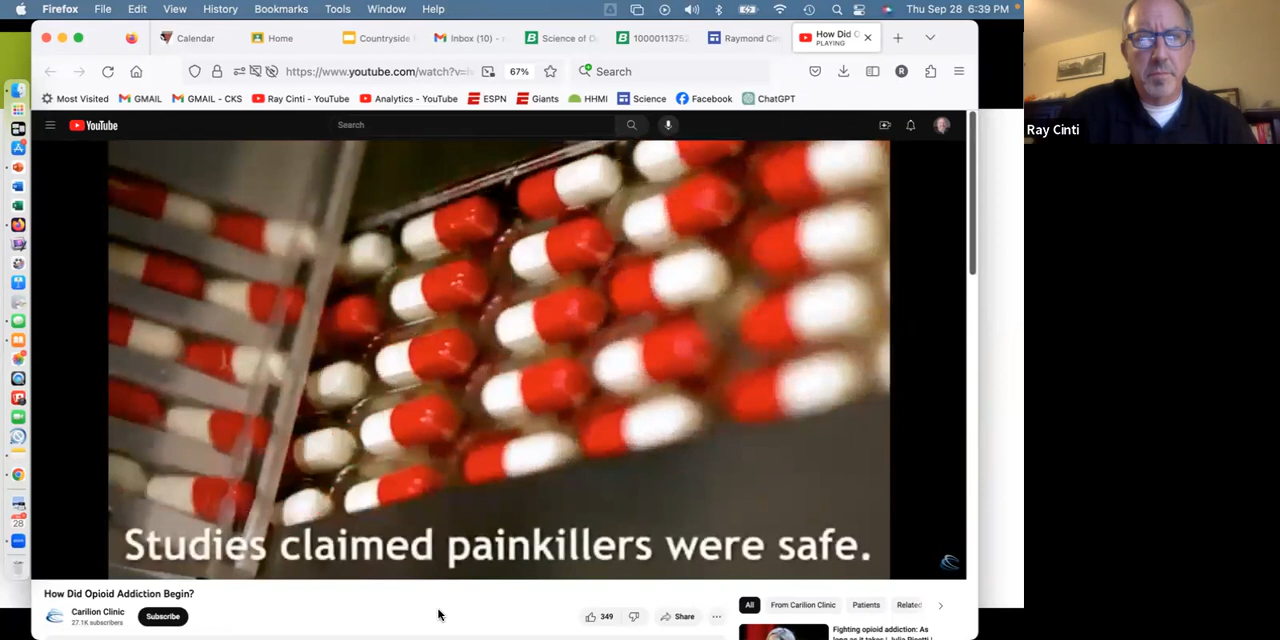 Firefox File Edit View History Bookmarks Tools Window Help Thu Sep 28 6:39 PM
Calendar Home Countryside Inbox (10) Science of 1000011375 Raymond How Did
PLAYING
https://www.youtube.com/watch?v= 67% Search
Most Visited GMAIL GMAIL - CKS Ray Cinti - YouTube Analytics - YouTube ESPN Giants HHMI Science Facebook ChatGPT
Ray Cinti
YouTube Search
Studies claimed painkillers were safe.
How Did Opioid Addiction Begin?
Carilion Clinic
27.1K subscribers
Subscribe
349 Share
All From Carilion Clinic Patients Related
Fighting opioid addiction: As
28